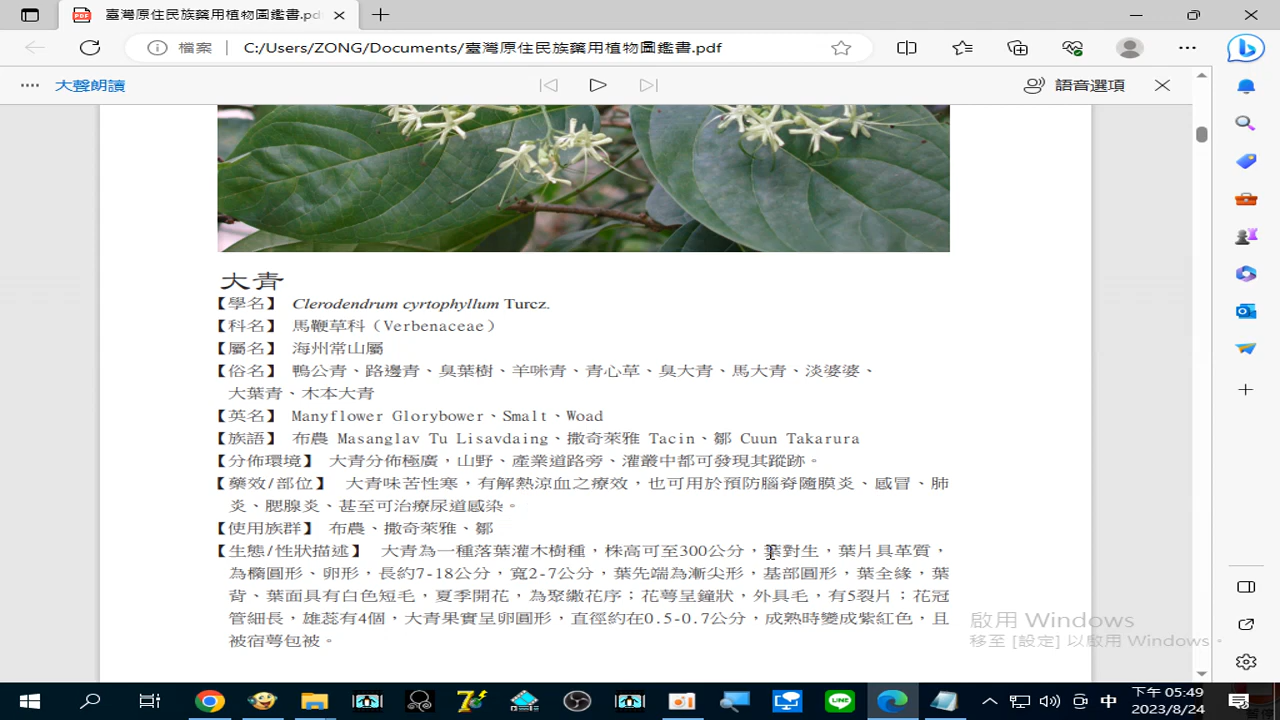 臺灣原住民族藥用植物圖鑑書.pd
檔案 C:/Users/ZONG/Documents/臺灣原住民族藥用植物圖鑑書.pdf
大聲朗讀 語音選項
大青
【學名】 Clerodendrum cyrtophyllum Turcz.
【科名】 馬鞭草科（Verbenaceae）
【屬名】 海州常山屬
【俗名】 鴨公青、路邊青、臭葉樹、羊咪青、青心草、臭大青、馬大青、淡婆婆、
大葉青、木本大青
【英名】 Manyflower Glorybower、Smalt、Woad
【族語】 布農 Masanglav Tu Lisavdaing、撒奇萊雅 Tacin、鄒 Cuun Takarura
【分佈環境】 大青分佈極廣，山野、產業道路旁、灌叢中都可發現其蹤跡。
【藥效/部位】 大青味苦性寒，有解熱涼血之療效，也可用於預防腦脊隨膜炎、感冒、肺
炎、腮腺炎、甚至可治療尿道感染。
【使用族群】 布農、撒奇萊雅、鄒
【生態/性狀描述】 大青為一種落葉灌木樹種，株高可至300公分，葉對生，葉片具革質，
為橢圓形、卵形，長約7-18公分，寬2-7公分，葉先端為漸尖形，基部圓形，葉全緣，葉
背、葉面具有白色短毛，夏季開花，為聚繖花序；花萼呈鐘狀，外具毛，有5裂片；花冠
管細長，雄蕊有4個，大青果實呈卵圓形，直徑約在0.5-0.7公分，成熟時變成紫紅色，且
被宿萼包被。
啟用 Windows
移至 [設定] 以啟用 Windows。
中
下午 05:49
2023/8/24